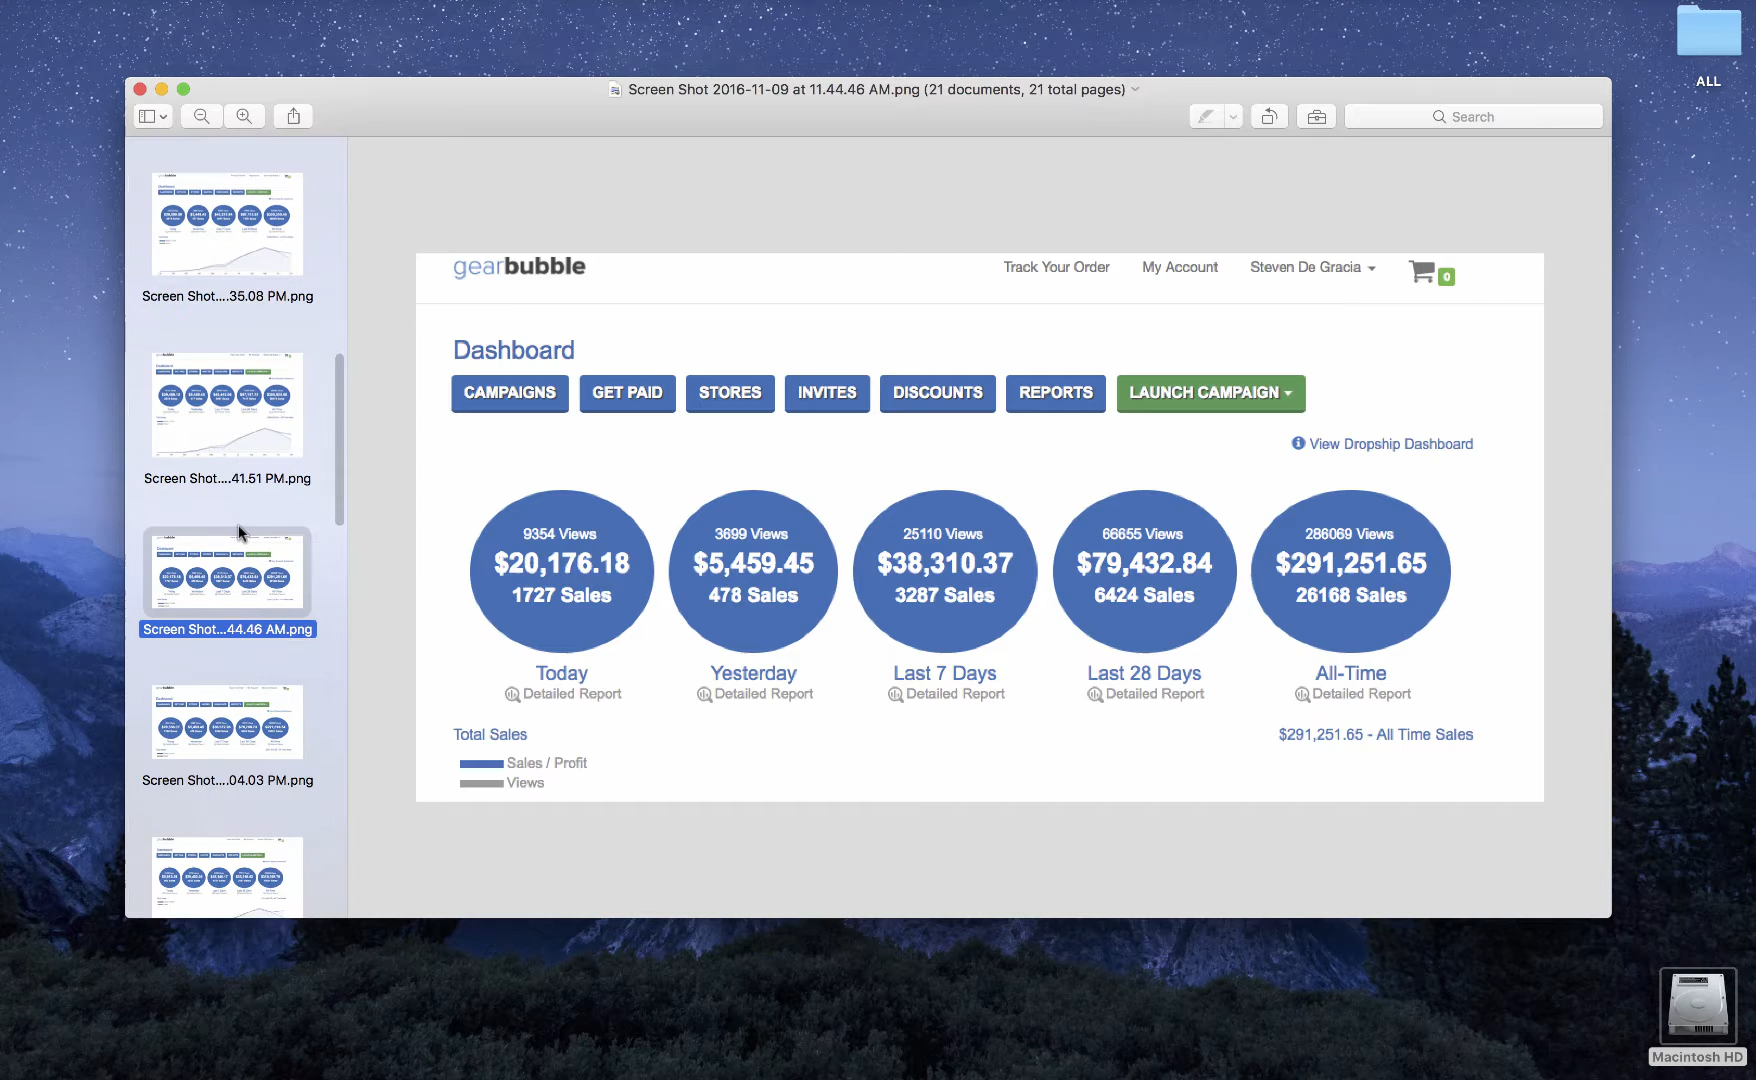 ALL
Screen Shot 2016-11-09 at 11.44.46 AM.png (21 documents, 21 total pages)
Search
Screen Shot....35.08 PM.png
Screen Shot....41.51 PM.png
Screen Shot...44.46 AM.png
Screen Shot....04.03 PM.png
gearbubble
Track Your Order My Account Steven De Gracia 0
Dashboard
CAMPAIGNS GET PAID STORES INVITES DISCOUNTS REPORTS LAUNCH CAMPAIGN
View Dropship Dashboard
9354 Views 3699 Views 25110 Views 66655 Views 286069 Views
$20,176.18 $5,459.45 $38,310.37 $79,432.84 $291,251.65
1727 Sales 478 Sales 3287 Sales 6424 Sales 26168 Sales
Today Yesterday Last 7 Days Last 28 Days All-Time
Detailed Report Detailed Report Detailed Report Detailed Report Detailed Report
Total Sales $291,251.65 - All Time Sales
Sales / Profit
Views
Macintosh HD